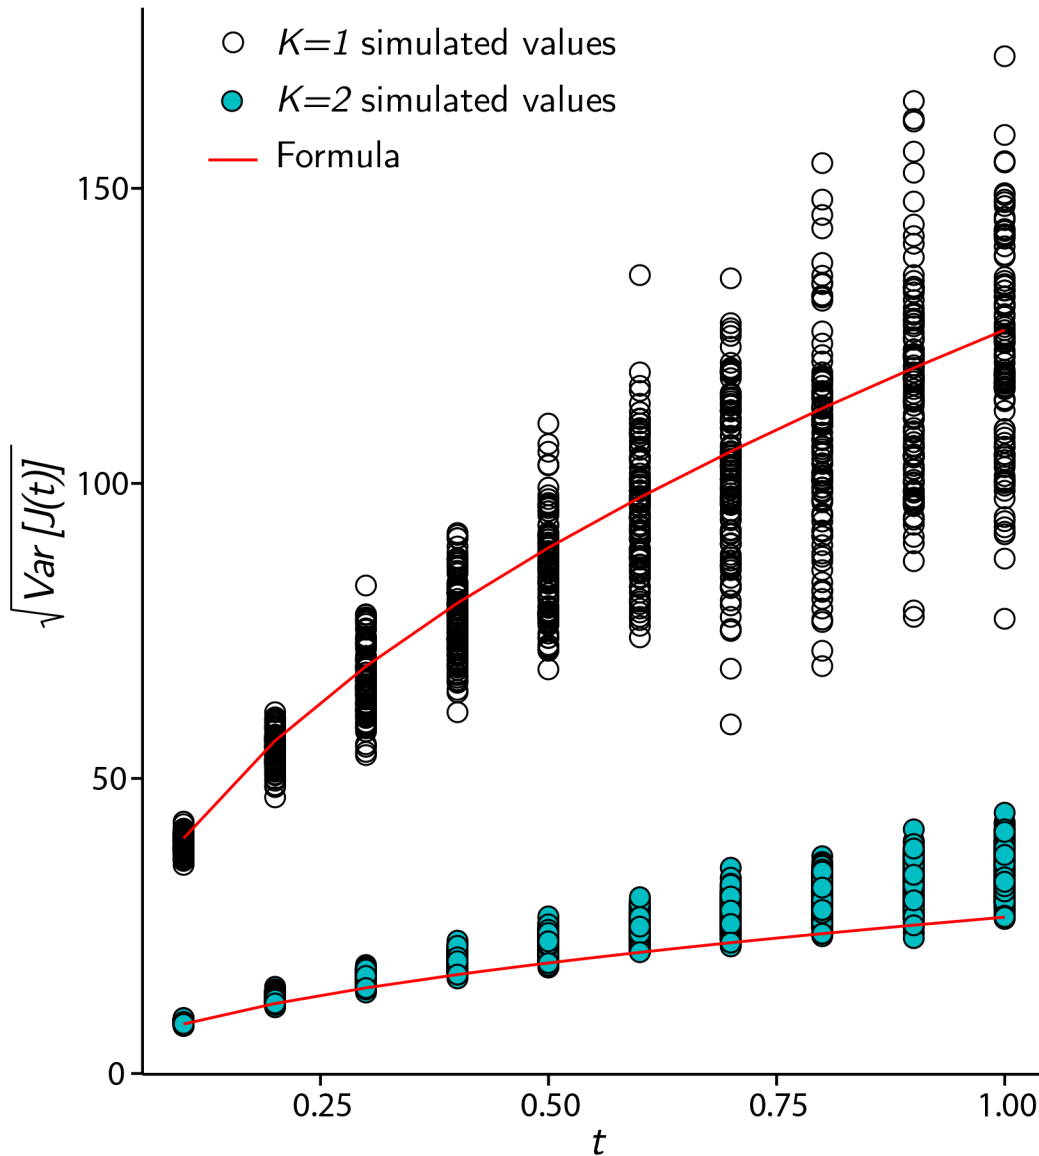 K=1 simulated values
K=2 simulated values
Formula
150
100
50
0
√Var [J(t)]
0.25 0.50 0.75 1.00
t